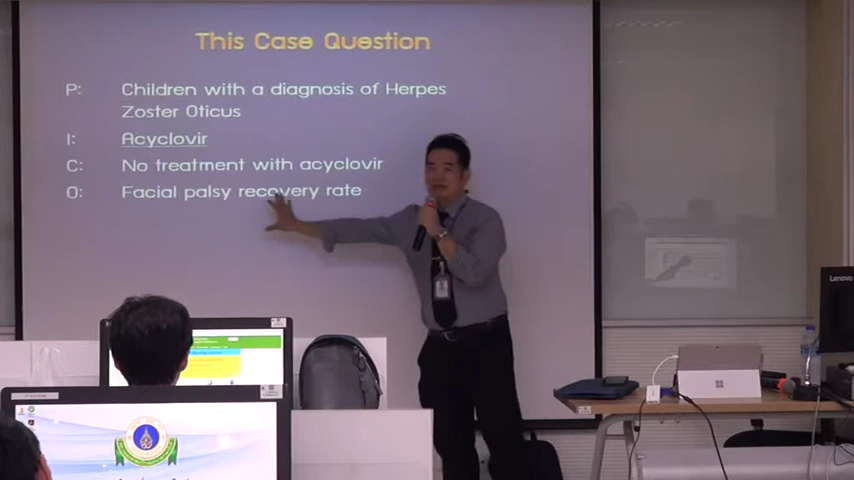 This Case Question
P: Children with a diagnosis of Herpes
Zoster Oticus
I: Acyclovir
C: No treatment with acyclovir
O: Facial palsy recovery rate
Lenovo